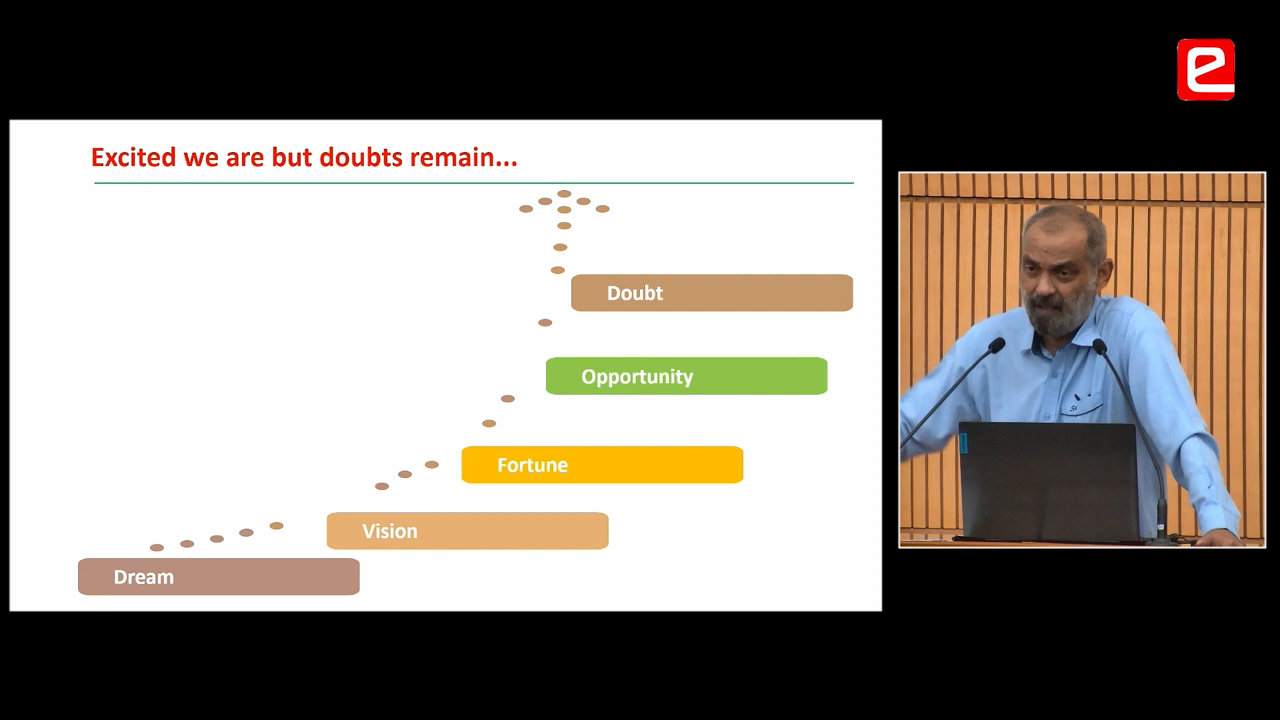 Excited we are but doubts remain...
Doubt
Opportunity
Fortune
Vision
Dream
e